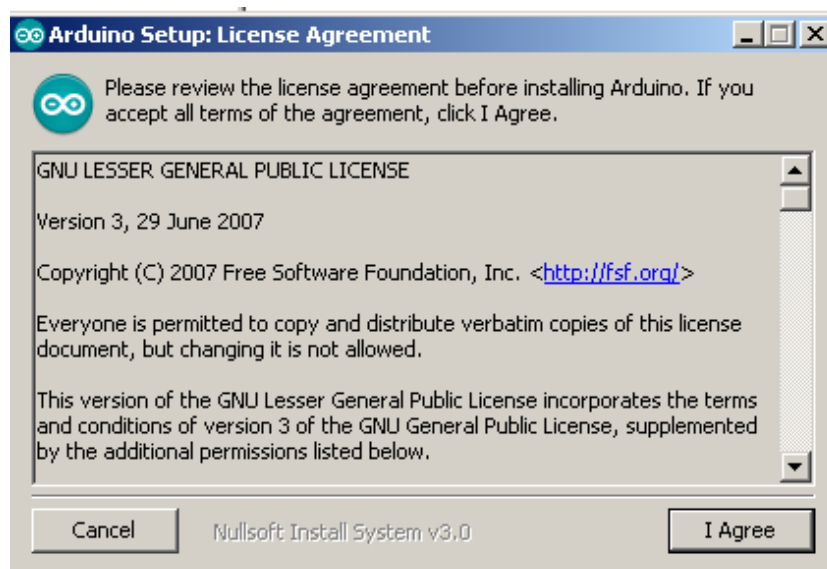 Arduino Setup: License Agreement
Please review the license agreement before installing Arduino. If you
accept all terms of the agreement, click I Agree.
GNU LESSER GENERAL PUBLIC LICENSE
Version 3, 29 June 2007
Copyright (C) 2007 Free Software Foundation, Inc. <http://fsf.org/>
Everyone is permitted to copy and distribute verbatim copies of this license
document, but changing it is not allowed.
This version of the GNU Lesser General Public License incorporates the terms
and conditions of version 3 of the GNU General Public License, supplemented
by the additional permissions listed below.
Cancel
Nullsoft Install System v3.0
I Agree